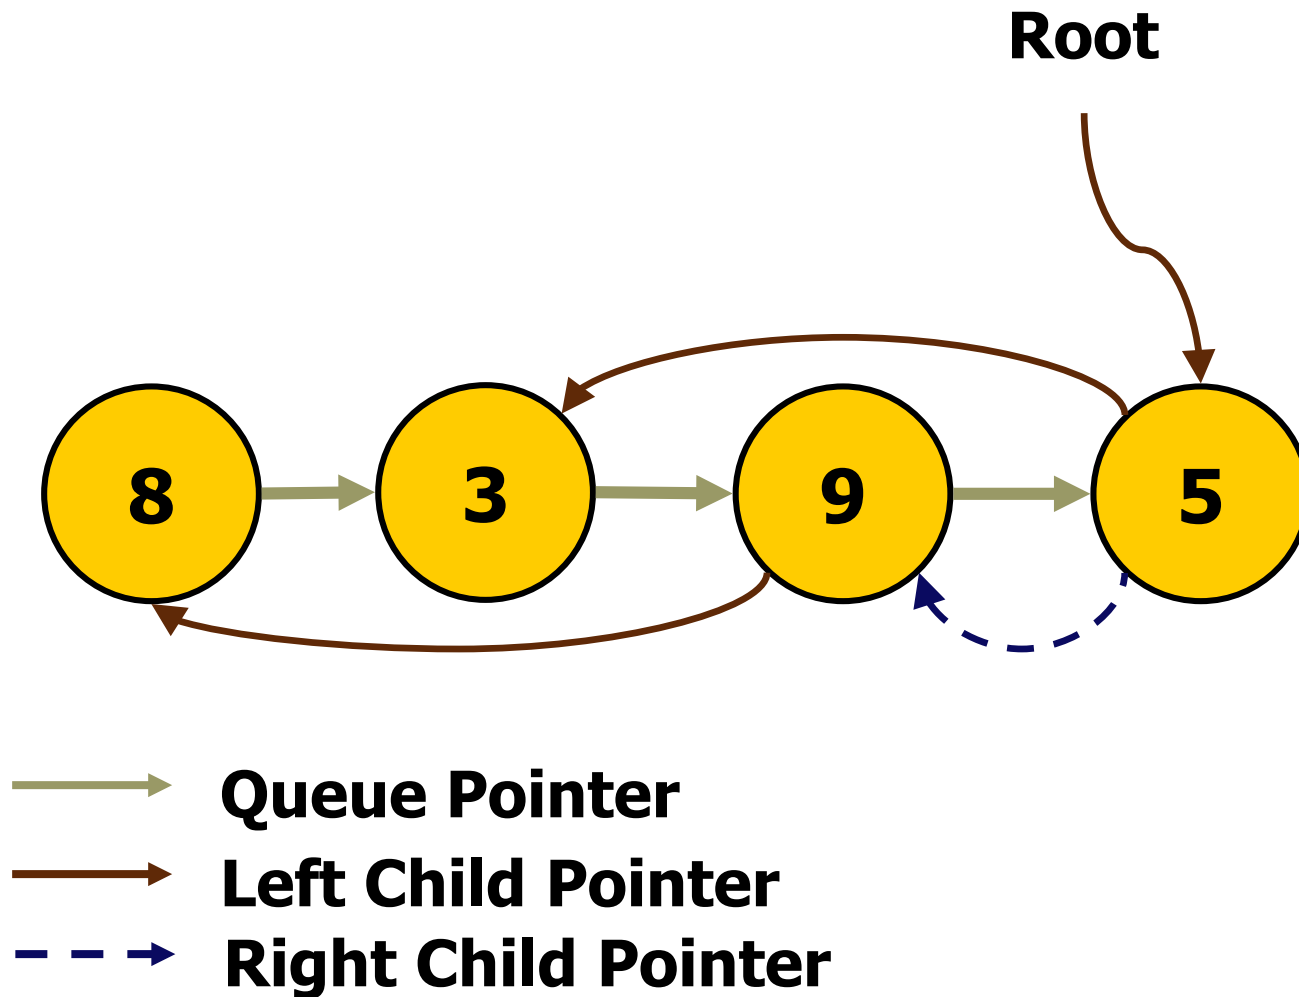 Root
8 3 9 5
Queue Pointer
Left Child Pointer
Right Child Pointer